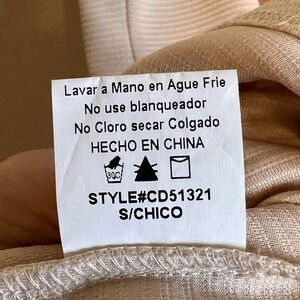 Lavar a Mano en Ague Frie
No use blanqueador
No Cloro secar Colgado
HECHO EN CHINA
STYLE#CD51321
S/CHICO